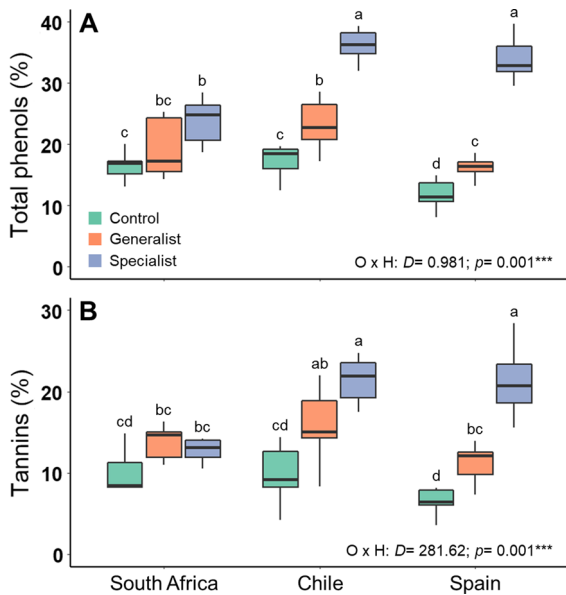 A
Total phenols (%)
40
30
20
10
0
c
bc
b
c
b
a
d
c
a
Control
Generalist
Specialist
O x H: D= 0.981; p= 0.001***
B
Tannins (%)
30
20
10
0
cd
bc
bc
cd
ab
a
d
bc
a
O x H: D= 281.62; p= 0.001***
South Africa
Chile
Spain